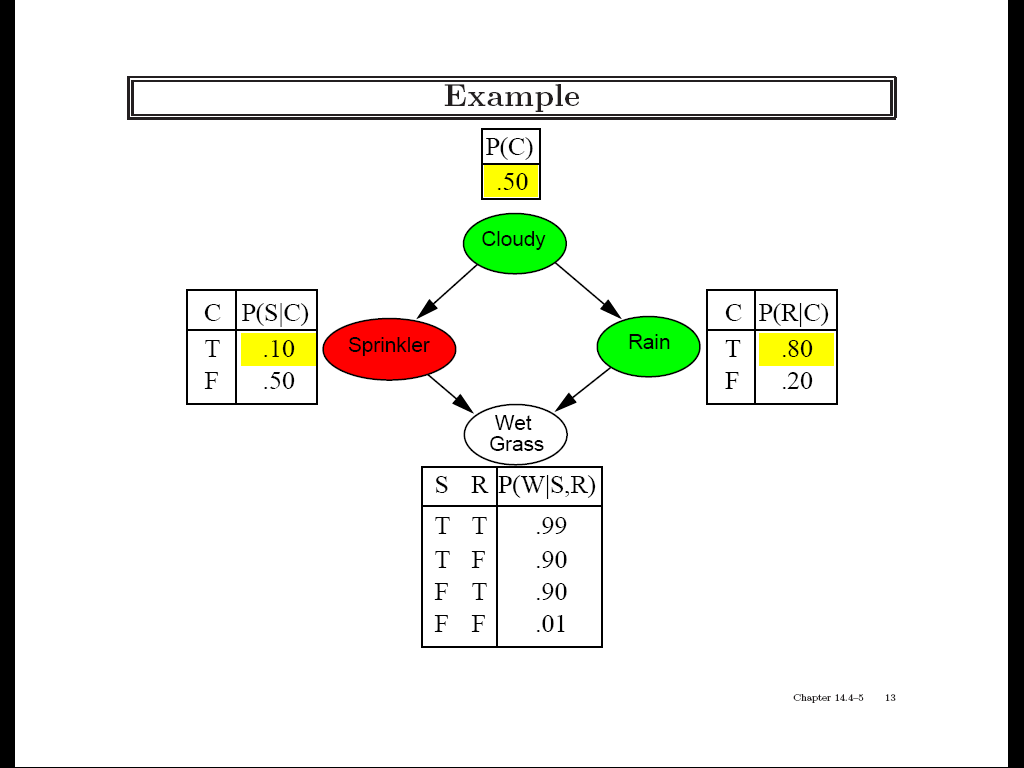 Example
P(C)
.50
Cloudy
C P(S|C)
T .10
F .50
Sprinkler
Rain
C P(R|C)
T .80
F .20
Wet
Grass
S R P(W|S,R)
T T .99
T F .90
F T .90
F F .01
Chapter 14.4–5 13